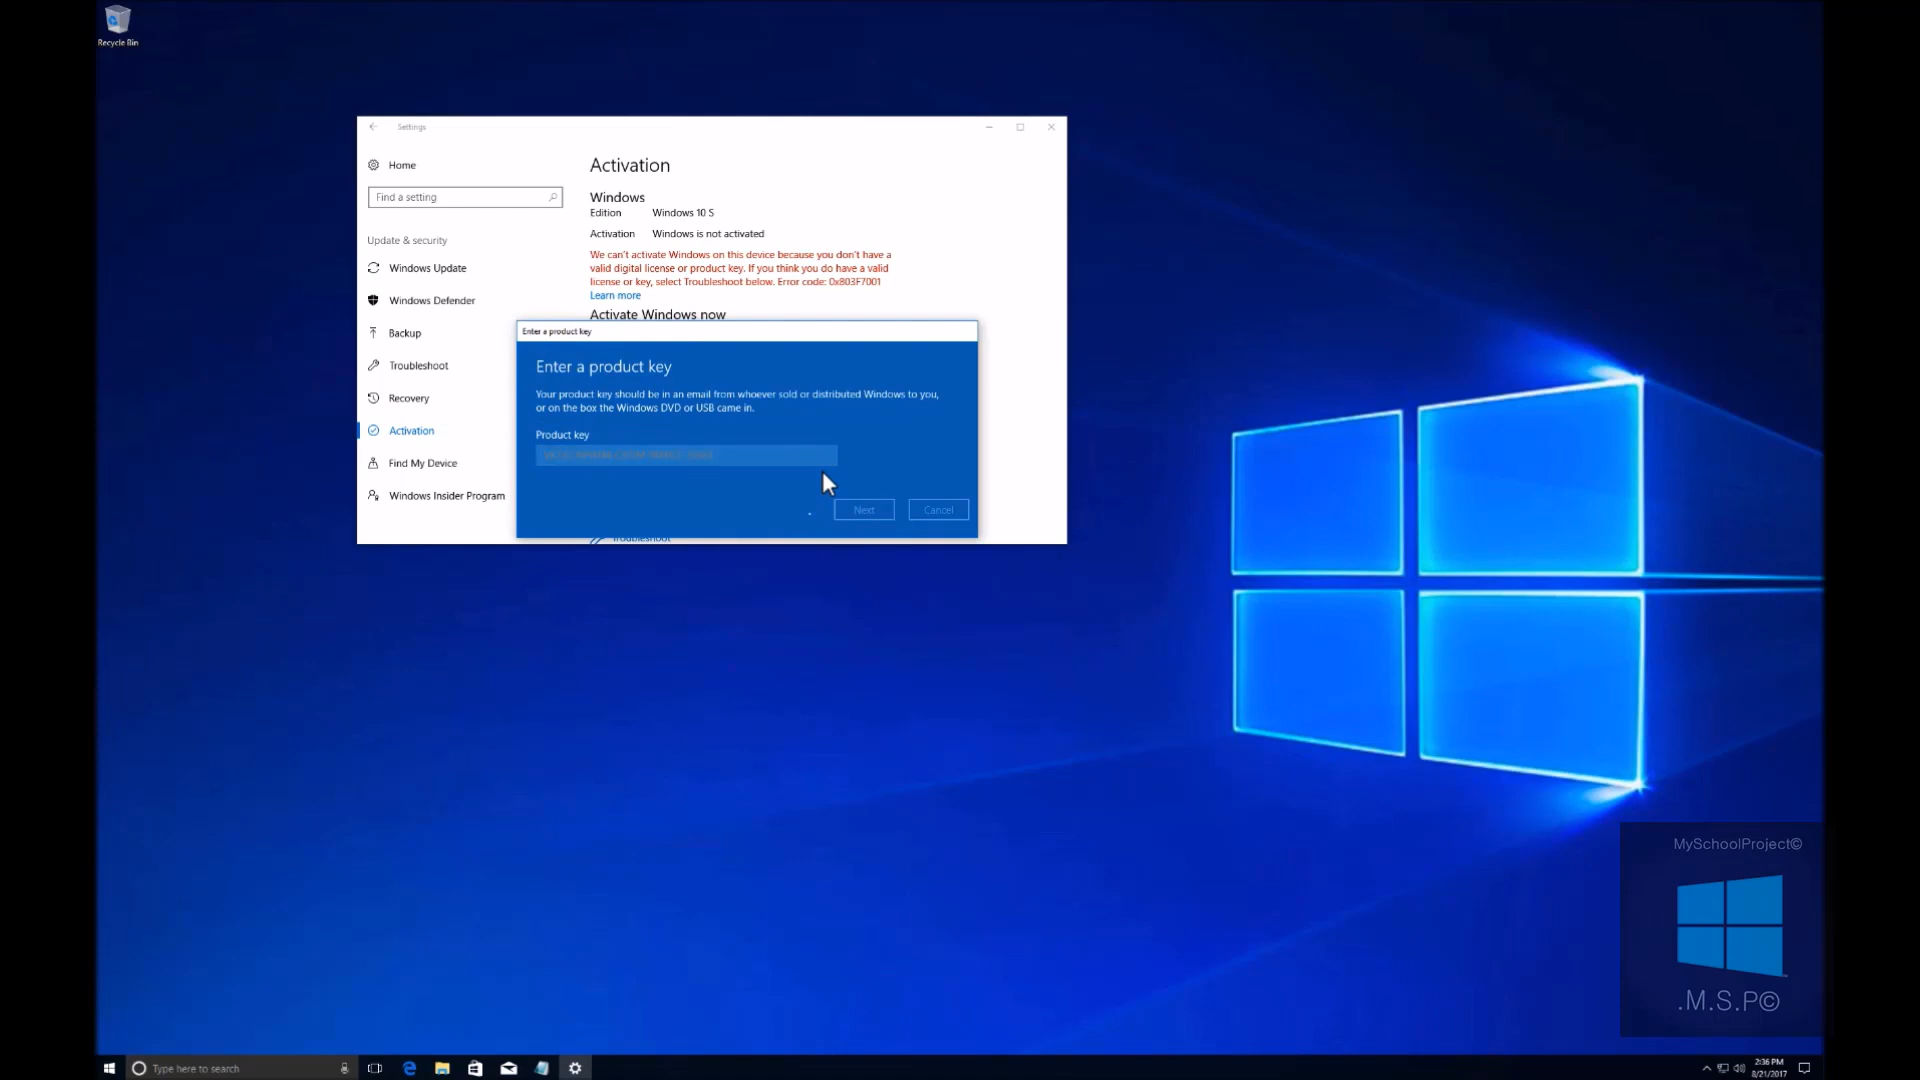 Recycle Bin
Settings
Home
Find a setting
Update & security
Windows Update
Windows Defender
Backup
Troubleshoot
Recovery
Activation
Find My Device
Windows Insider Program
Activation
Windows
Edition Windows 10 S
Activation Windows is not activated
We can't activate Windows on this device because you don't have a
valid digital license or product key. If you think you do have a valid
license or key, select Troubleshoot below. Error code: 0x803F7001
Learn more
Activate Windows now
Enter a product key
Enter a product key
Your product key should be in an email from whoever sold or distributed Windows to you,
or on the box the Windows DVD or USB came in.
Product key
Next Cancel
Troubleshoot
MySchoolProject©
.M.S.P©
Type here to search
2:36 PM
8/21/2017